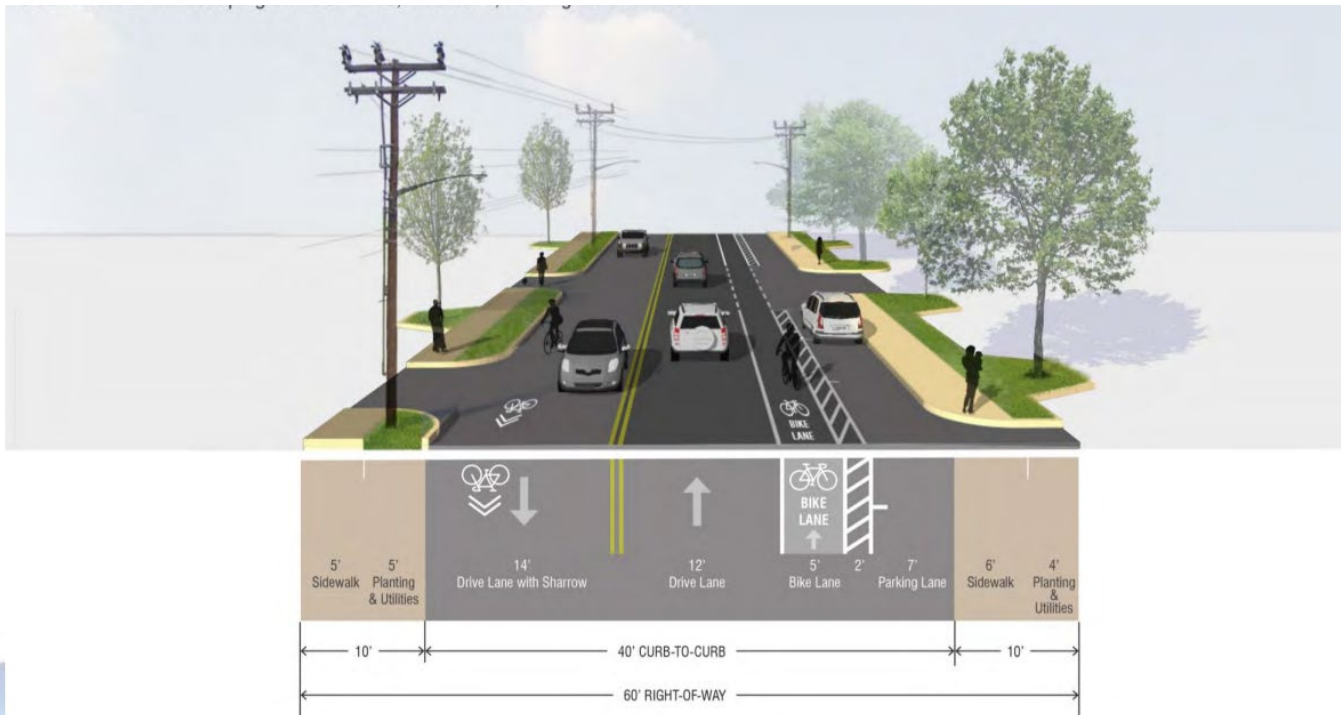 BIKE
LANE
BIKE
LANE
5'
Sidewalk
5'
Planting
& Utilities
14'
Drive Lane with Sharrow
12'
Drive Lane
5'
Bike Lane
2'
7'
Parking Lane
6'
Sidewalk
4'
Planting
&
Utilities
10'
40' CURB-TO-CURB
10'
60' RIGHT-OF-WAY